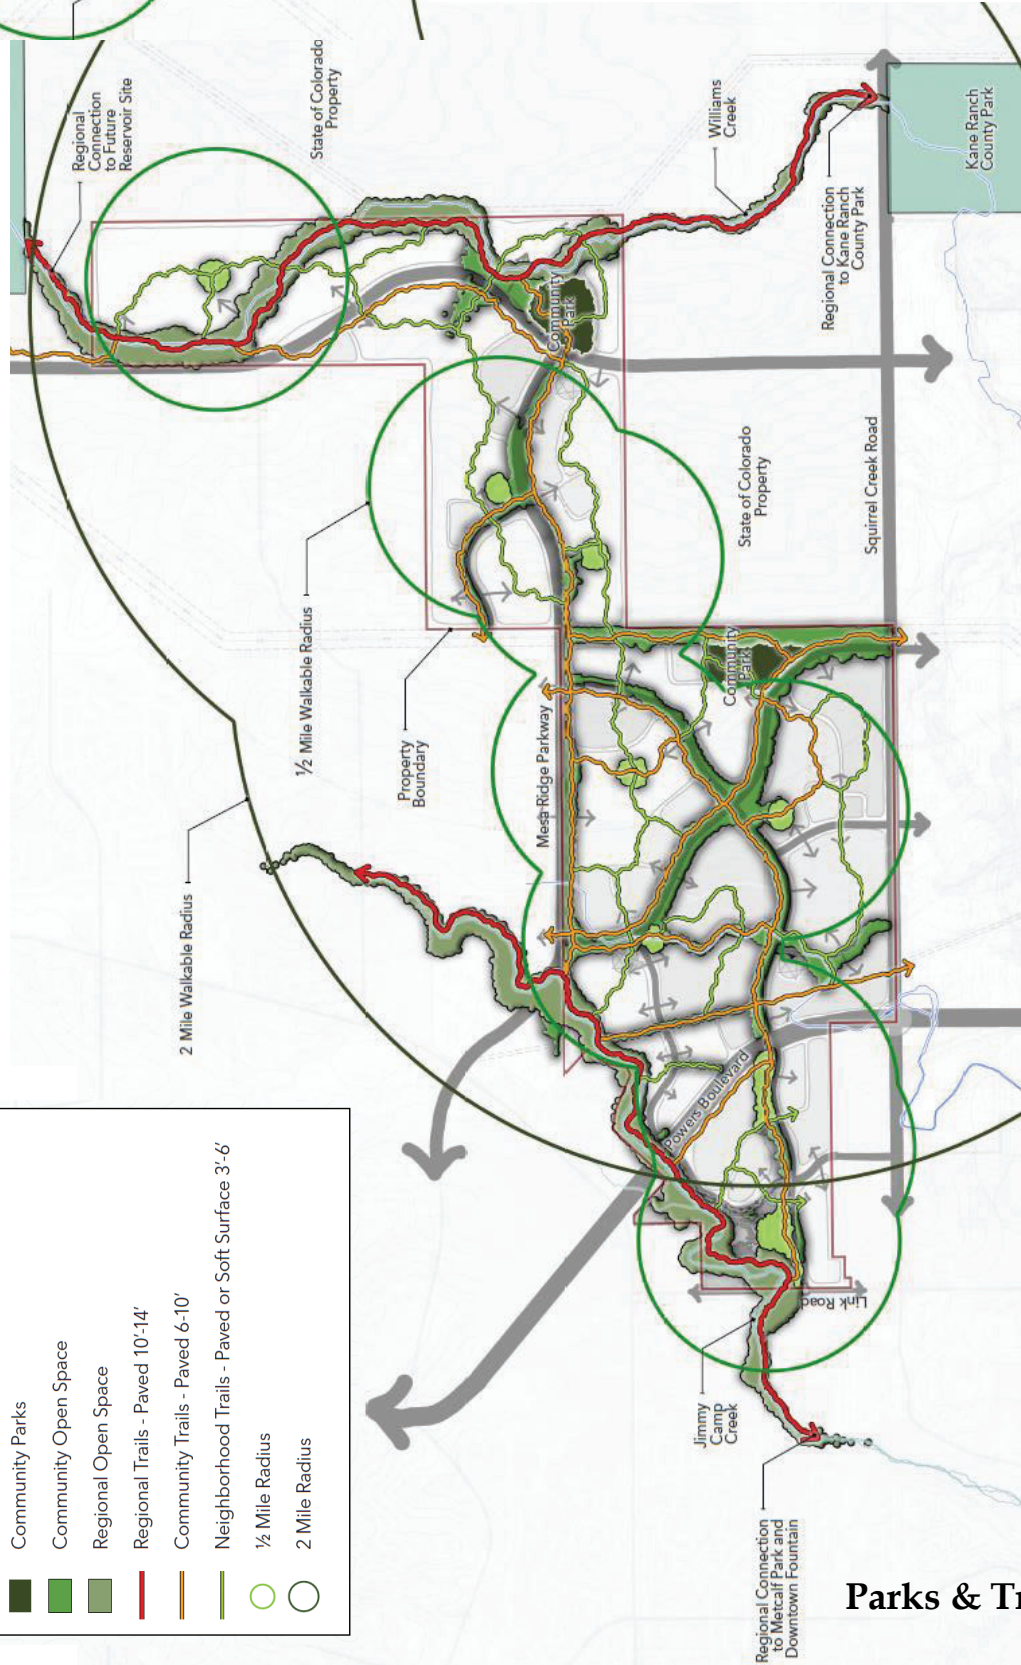 Community Parks
Community Open Space
Regional Open Space
Regional Trails - Paved 10'-14'
Community Trails - Paved 6-10'
Neighborhood Trails - Paved or Soft Surface 3'-6'
½ Mile Radius
2 Mile Radius
Regional
Connection
to Future
Reservoir Site
State of Colorado
Property
Williams
Creek
Kane Ranch
County Park
Regional Connection
to Kane Ranch
County Park
Community
Park
State of Colorado
Property
Squirrel Creek Road
½ Mile Walkable Radius
Property
Boundary
Mesa Ridge Parkway
Community
Park
2 Mile Walkable Radius
Powers Boulevard
Link Road
Jimmy
Camp
Creek
Regional Connection
to Metcalf Park and
Downtown Fountain
Parks &